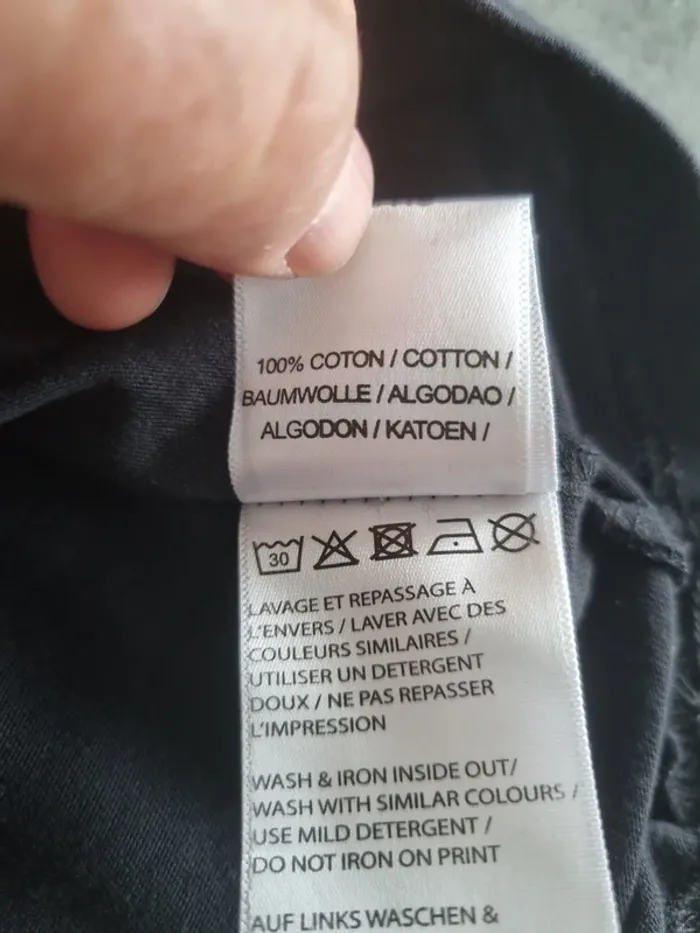 100% COTON / COTTON /
BAUMWOLLE / ALGODAO /
ALGODON / KATOEN /
30
LAVAGE ET REPASSAGE À
L'ENVERS / LAVER AVEC DES
COULEURS SIMILAIRES /
UTILISER UN DETERGENT
DOUX / NE PAS REPASSER
L'IMPRESSION
WASH & IRON INSIDE OUT/
WASH WITH SIMILAR COLOURS /
USE MILD DETERGENT /
DO NOT IRON ON PRINT
AUF LINKS WASCHEN &